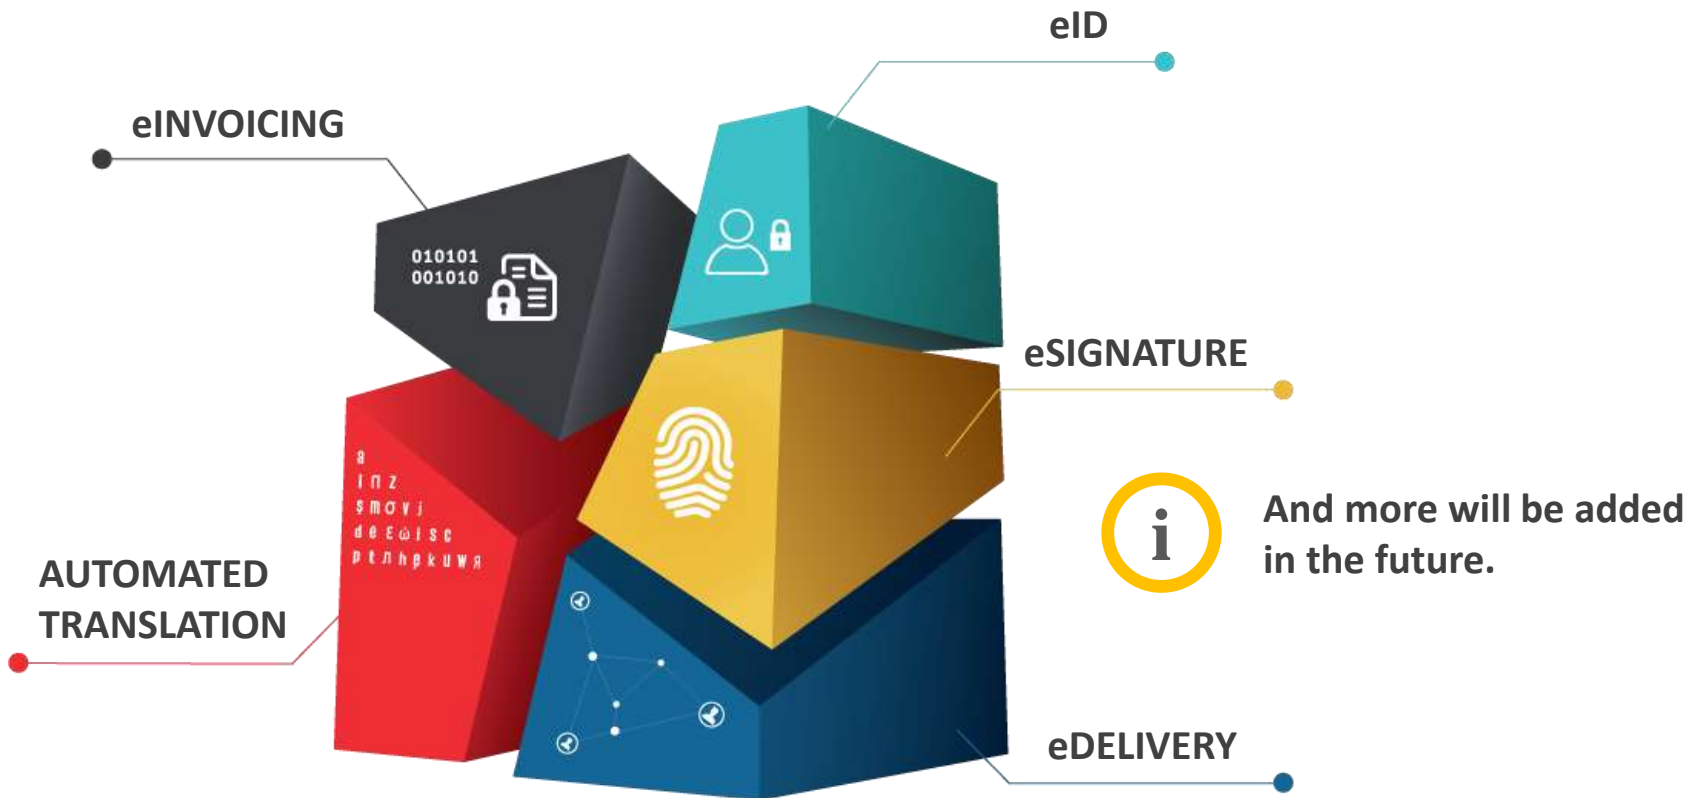 eID
eINVOICING
010101
001010
eSIGNATURE
a
i n z
ş m σ v j
d e ε ώ i s c
p t л h β k u w я
i
And more will be added
in the future.
AUTOMATED
TRANSLATION
eDELIVERY